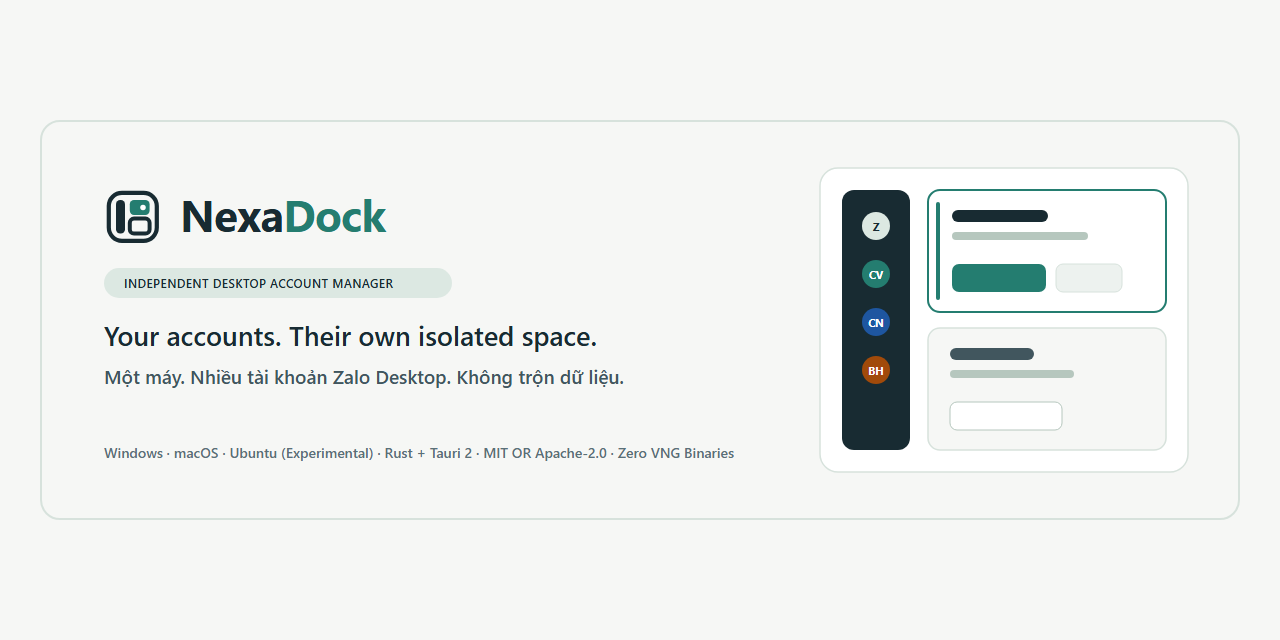 NexaDock
INDEPENDENT DESKTOP ACCOUNT MANAGER
Your accounts. Their own isolated space.
Một máy. Nhiều tài khoản Zalo Desktop. Không trộn dữ liệu.
Windows · macOS · Ubuntu (Experimental) · Rust + Tauri 2 · MIT OR Apache-2.0 · Zero VNG Binaries
Z
CV
CN
BH